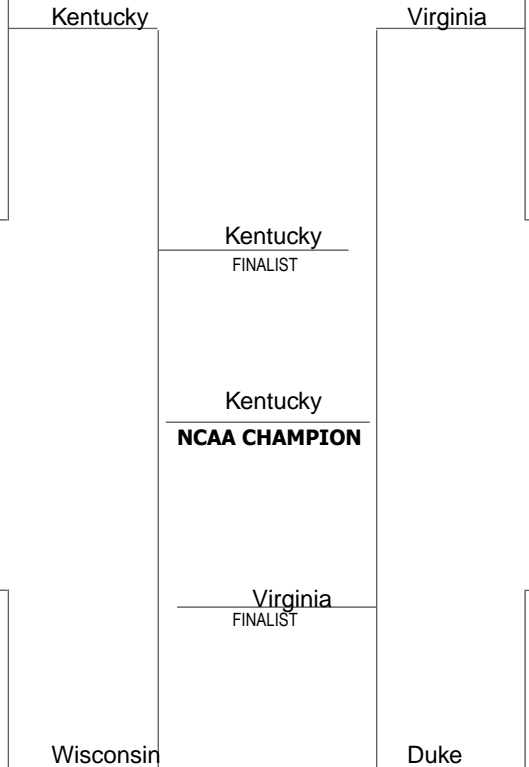 Kentucky
Virginia
Kentucky
FINALIST
Kentucky
NCAA CHAMPION
Virginia
FINALIST
Wisconsin
Duke